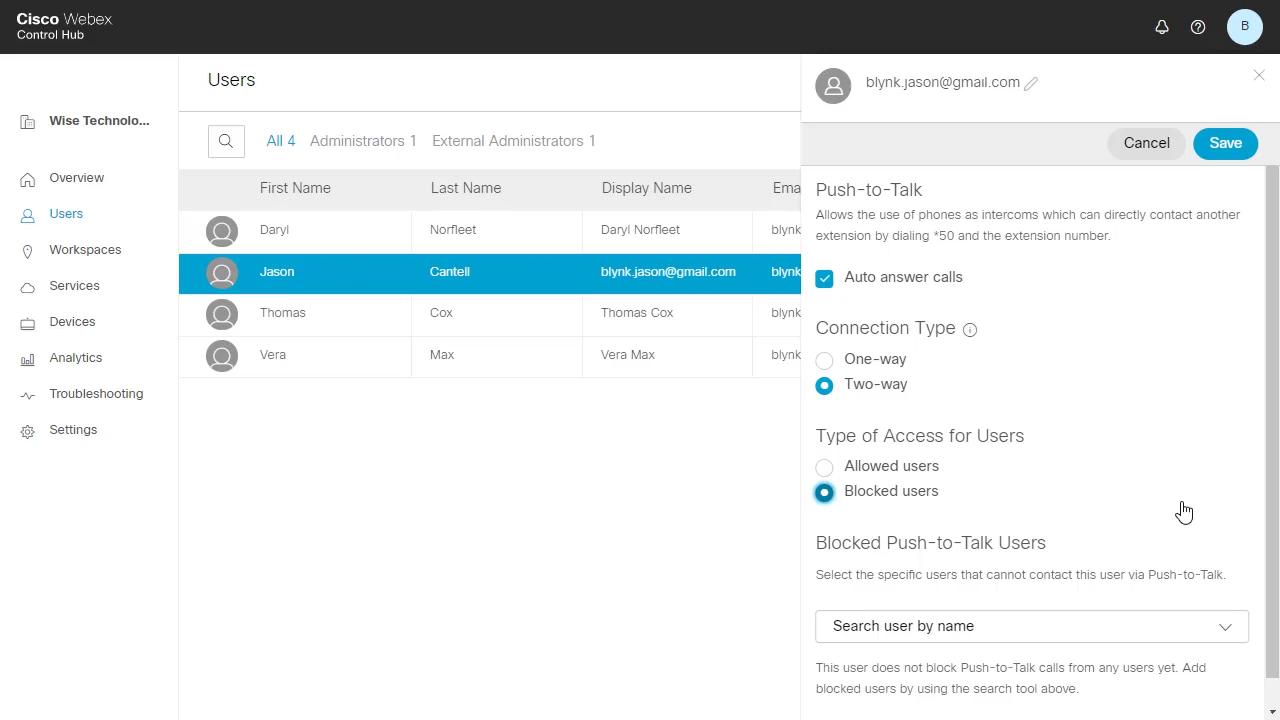 Cisco Webex
Control Hub
B
Users
blynk.jason@gmail.com
Wise Technolo...
Overview
Users
Workspaces
Services
Devices
Analytics
Troubleshooting
Settings
All 4 Administrators 1 External Administrators 1
First Name Last Name Display Name Ema
Daryl Norfleet Daryl Norfleet blynk
Jason Cantell blynk.jason@gmail.com blynk
Thomas Cox Thomas Cox blynk
Vera Max Vera Max blynk
Cancel Save
Push-to-Talk
Allows the use of phones as intercoms which can directly contact another
extension by dialing *50 and the extension number.
Auto answer calls
Connection Type
One-way
Two-way
Type of Access for Users
Allowed users
Blocked users
Blocked Push-to-Talk Users
Select the specific users that cannot contact this user via Push-to-Talk.
Search user by name
This user does not block Push-to-Talk calls from any users yet. Add
blocked users by using the search tool above.